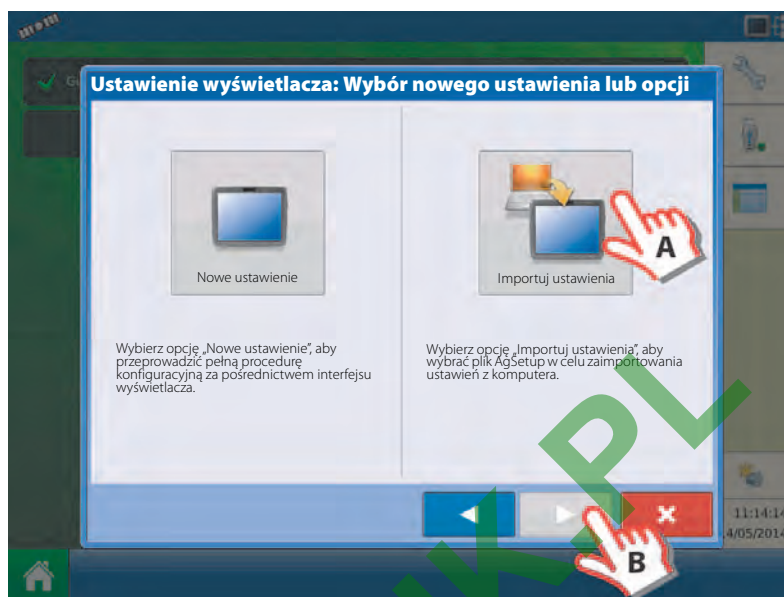 Ustawienie wyświetlacza: Wybór nowego ustawienia lub opcji
Nowe ustawienie
Importuj ustawienia
A
Wybierz opcję „Nowe ustawienie”, aby
przeprowadzić pełną procedurę
konfiguracyjną za pośrednictwem interfejsu
wyświetlacza.
Wybierz opcję „Importuj ustawienia”, aby
wybrać plik AgSetup w celu zaimportowania
ustawień z komputera.
11:14:14
4/05/2014
B
K.PL